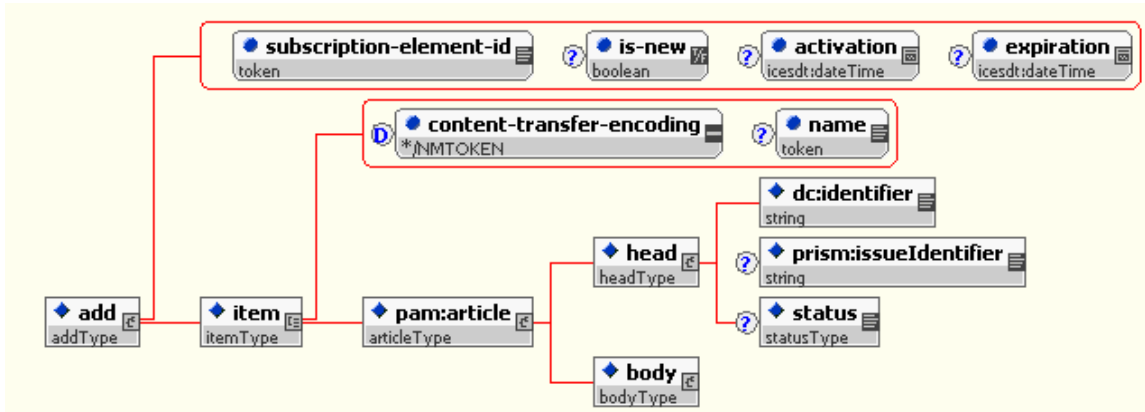 subscription-element-id
token
? is-new
boolean
? activation
icesdt:dateTime
? expiration
icesdt:dateTime
D content-transfer-encoding
*/NMTOKEN
? name
token
dc:identifier
string
head
headType
? prism:issueIdentifier
string
add
addType
item
itemType
pam:article
articleType
? status
statusType
body
bodyType